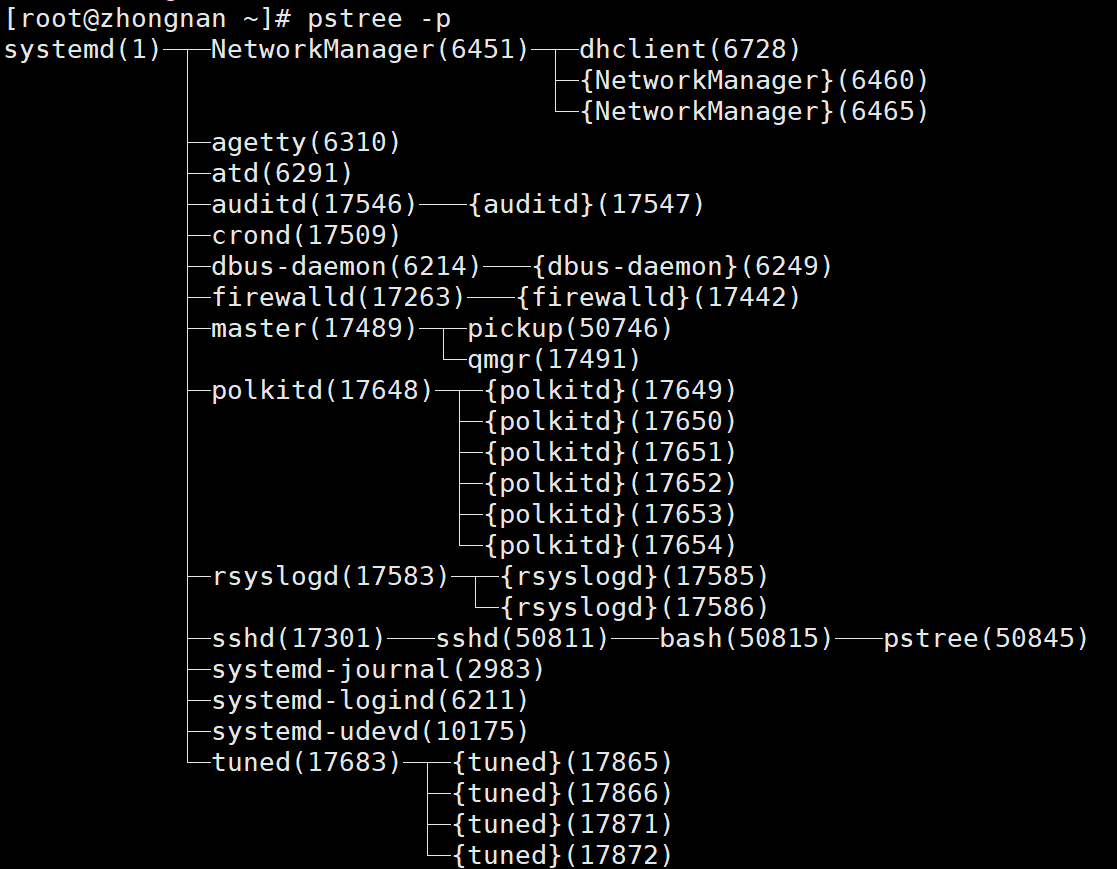 [root@zhongnan ~]# pstree -p
systemd(1)─┬─NetworkManager(6451)─┬─dhclient(6728)
           │                      ├─{NetworkManager}(6460)
           │                      └─{NetworkManager}(6465)
           ├─agetty(6310)
           ├─atd(6291)
           ├─auditd(17546)───{auditd}(17547)
           ├─crond(17509)
           ├─dbus-daemon(6214)───{dbus-daemon}(6249)
           ├─firewalld(17263)───{firewalld}(17442)
           ├─master(17489)─┬─pickup(50746)
           │               └─qmgr(17491)
           ├─polkitd(17648)─┬─{polkitd}(17649)
           │                ├─{polkitd}(17650)
           │                ├─{polkitd}(17651)
           │                ├─{polkitd}(17652)
           │                ├─{polkitd}(17653)
           │                └─{polkitd}(17654)
           ├─rsyslogd(17583)─┬─{rsyslogd}(17585)
           │                 └─{rsyslogd}(17586)
           ├─sshd(17301)───sshd(50811)───bash(50815)───pstree(50845)
           ├─systemd-journal(2983)
           ├─systemd-logind(6211)
           ├─systemd-udevd(10175)
           └─tuned(17683)─┬─{tuned}(17865)
                          ├─{tuned}(17866)
                          ├─{tuned}(17871)
                          └─{tuned}(17872)